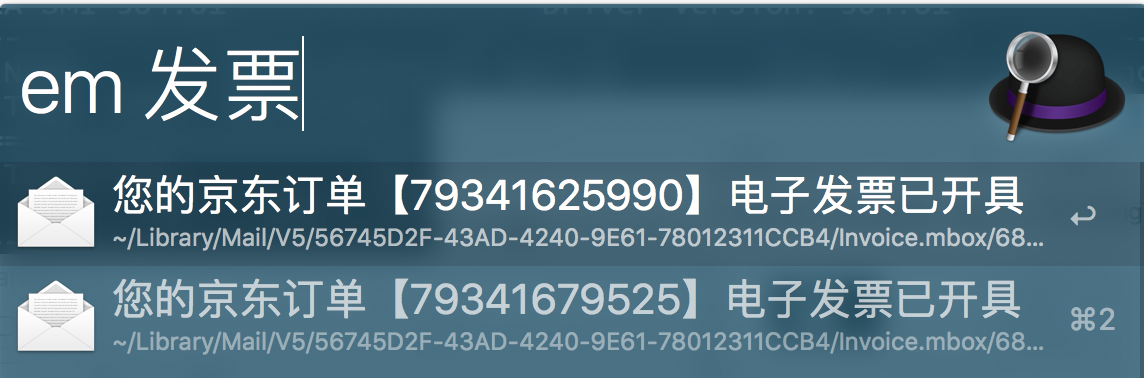 em 发票
您的京东订单【79341625990】电子发票已开具
~/Library/Mail/V5/56745D2F-43AD-4240-9E61-78012311CCB4/Invoice.mbox/68...
↩
您的京东订单【79341679525】电子发票已开具
~/Library/Mail/V5/56745D2F-43AD-4240-9E61-78012311CCB4/Invoice.mbox/68...
⌘2